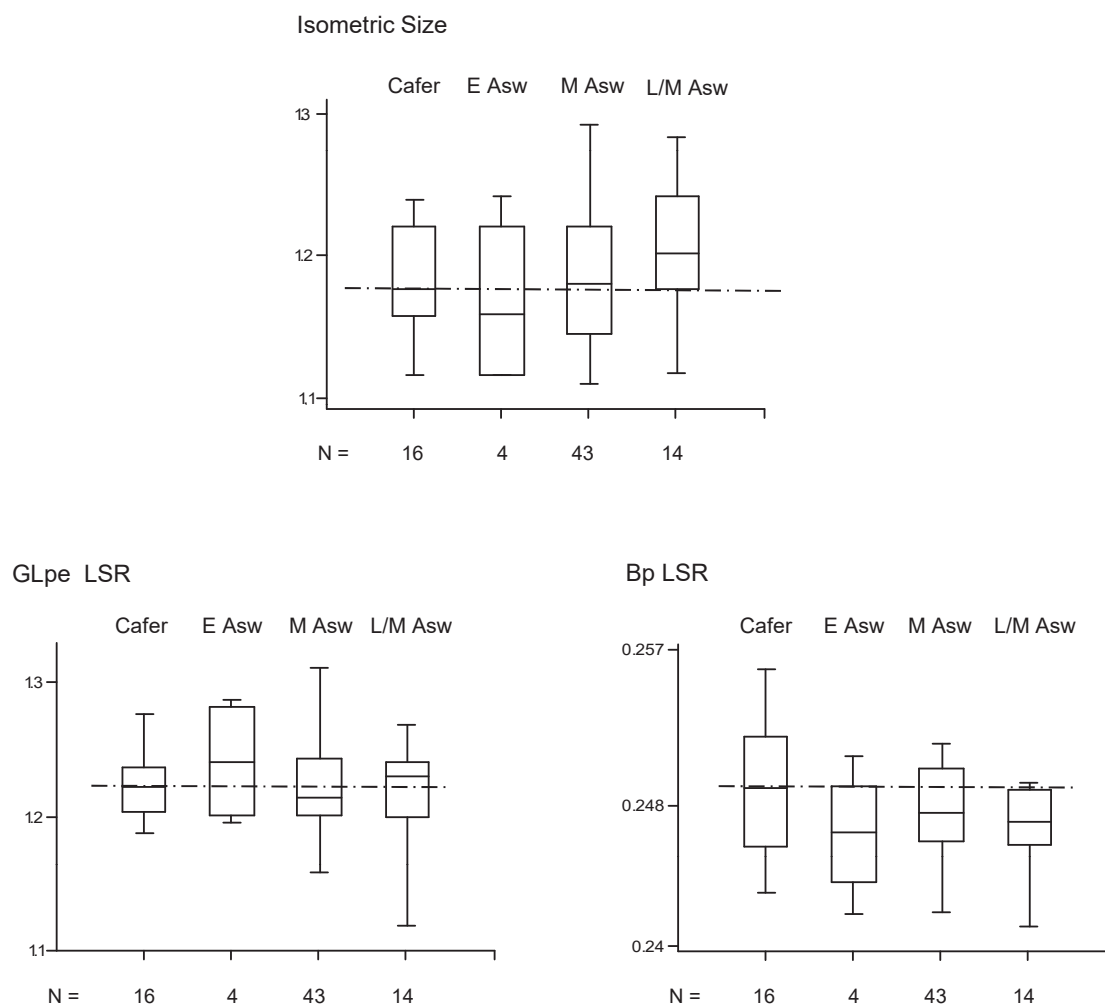 Isometric Size
Cafer E Asw M Asw L/M Asw
1.3
1.2
1.1
N = 16 4 43 14
GLpe LSR
Cafer E Asw M Asw L/M Asw
1.3
1.2
1.1
N = 16 4 43 14
Bp LSR
Cafer E Asw M Asw L/M Asw
0.257
0.248
0.24
N = 16 4 43 14